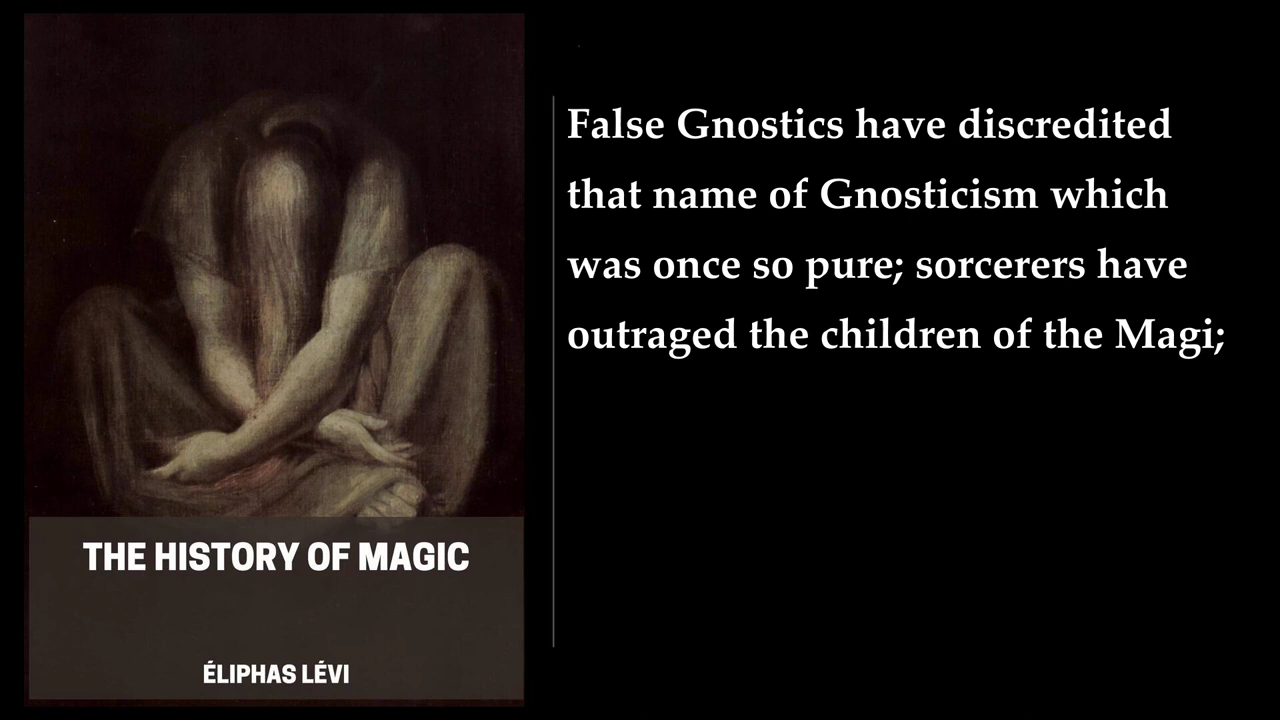 THE HISTORY OF MAGIC
ÉLIPHAS LÉVI
False Gnostics have discredited
that name of Gnosticism which
was once so pure; sorcerers have
outraged the children of the Magi;